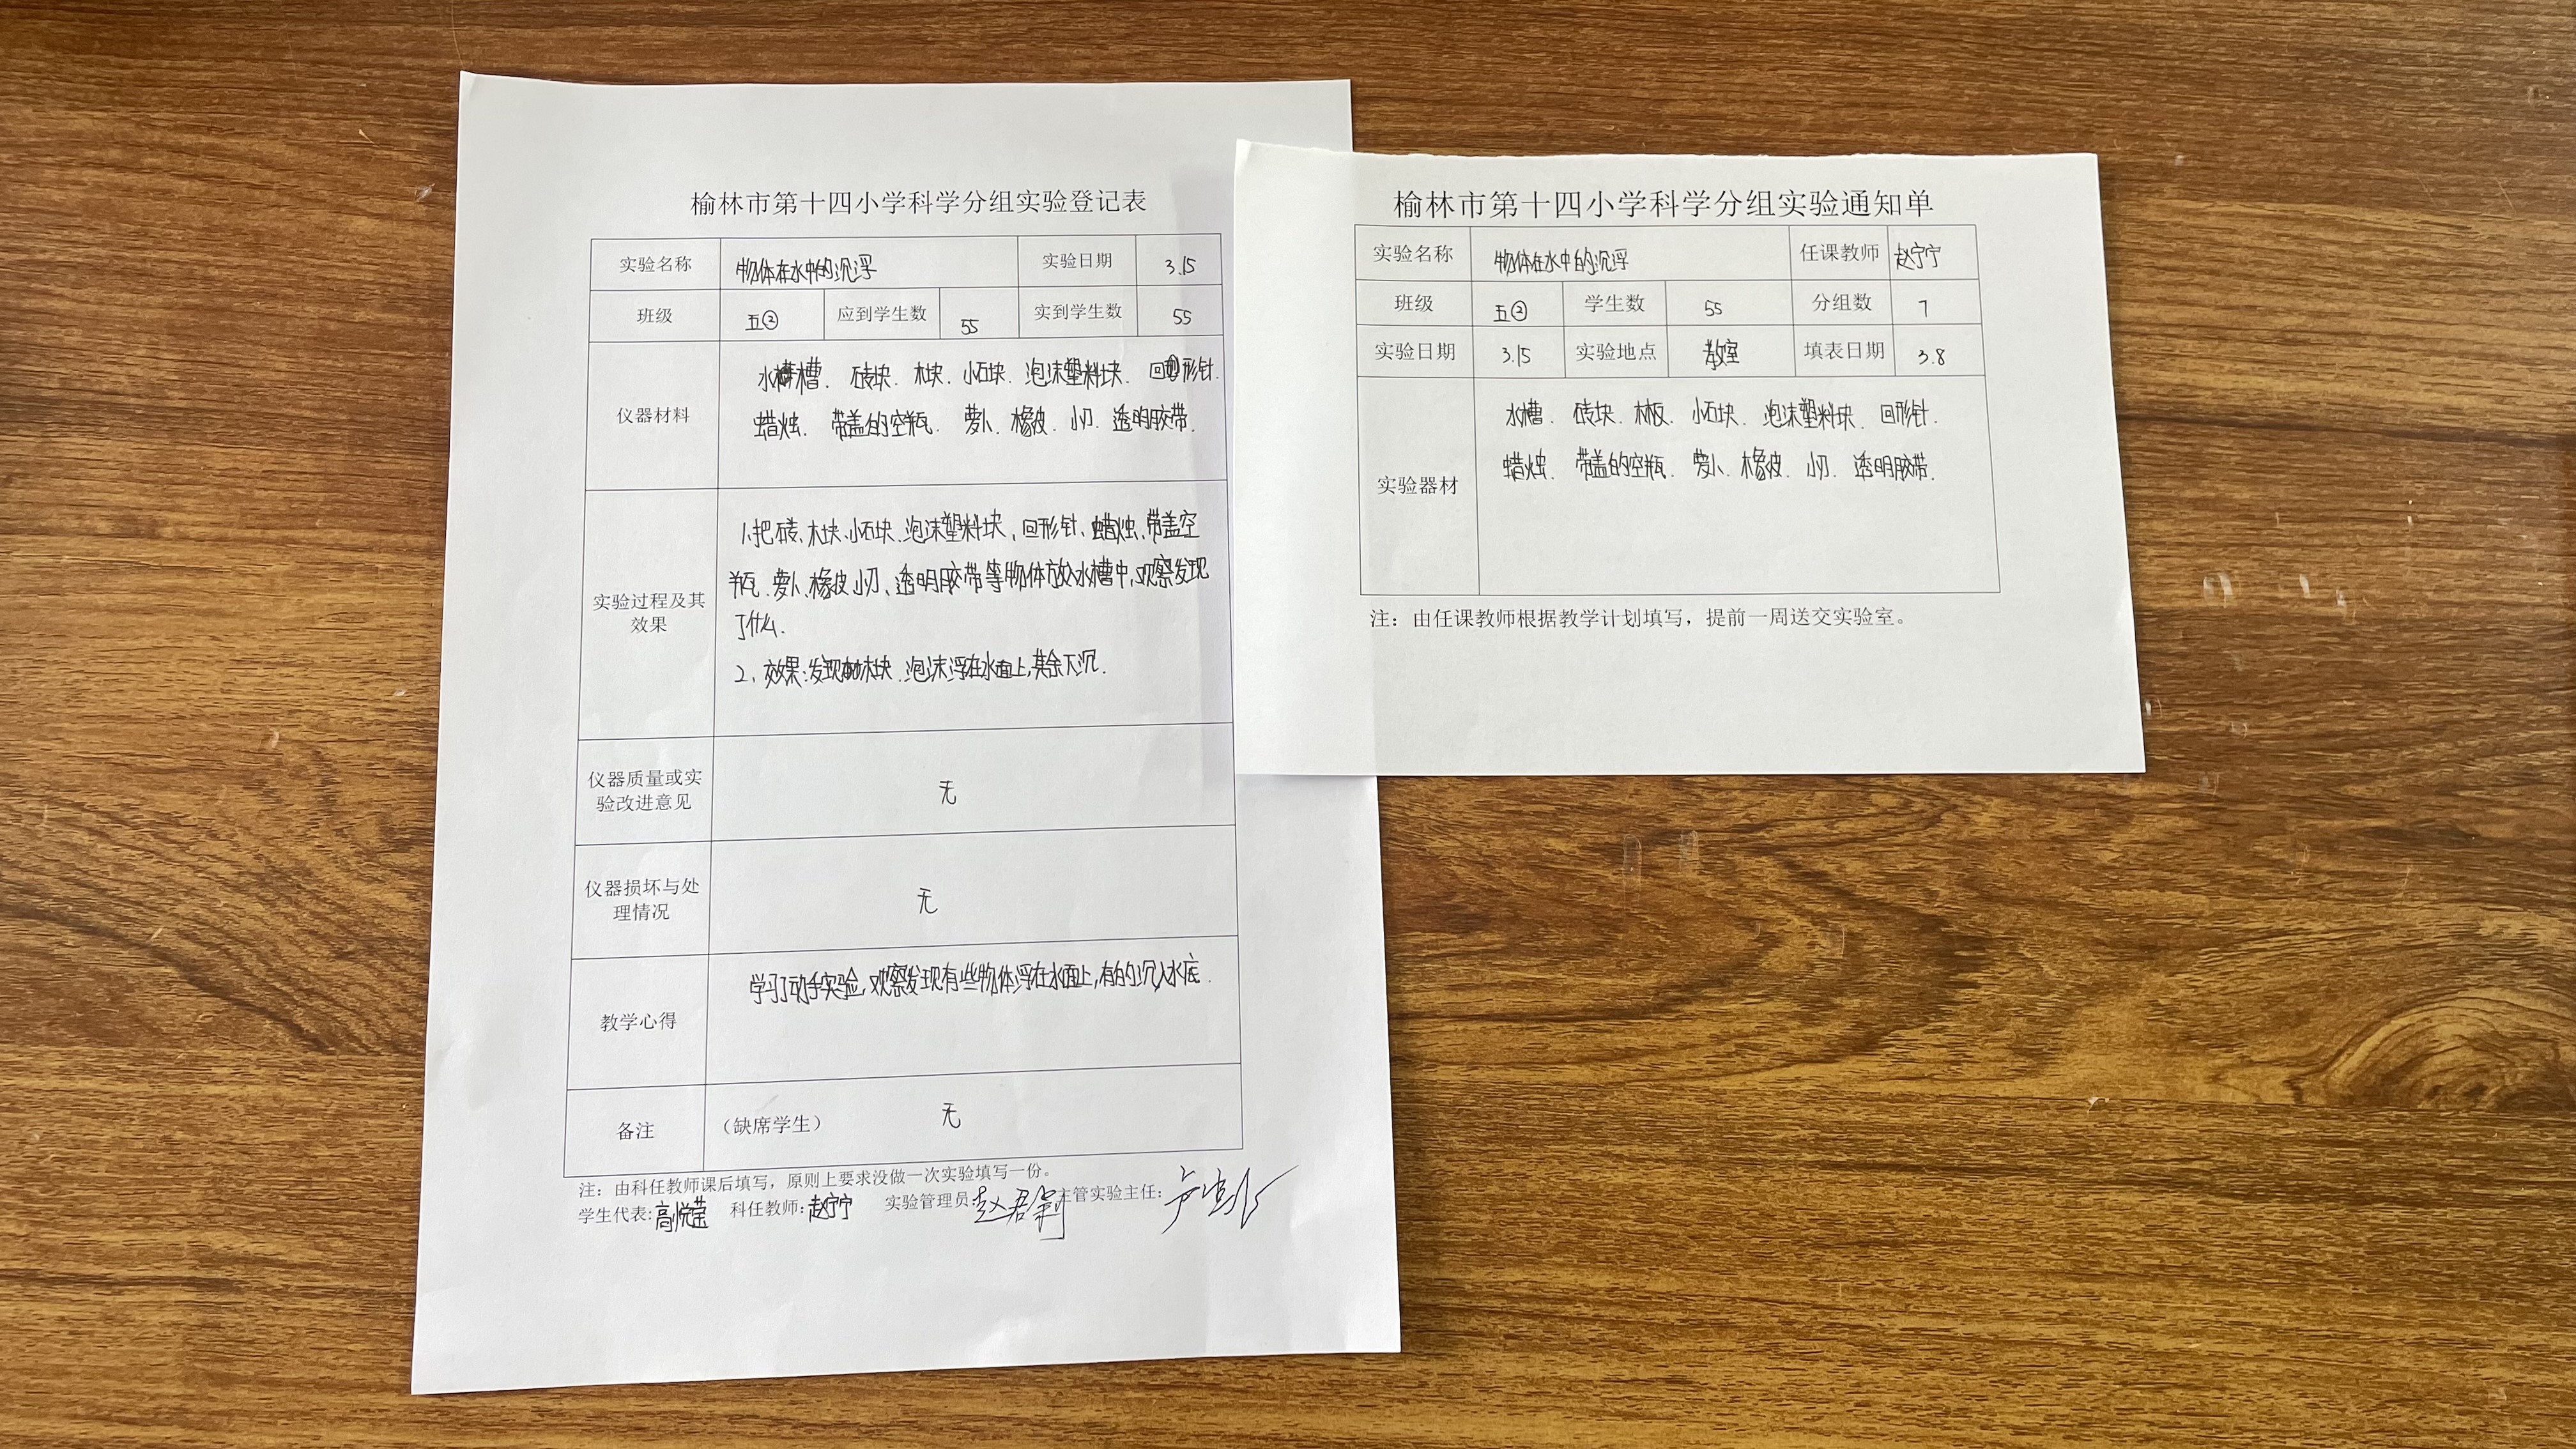 榆林市第十四小学科学分组实验登记表
实验名称 物体在水中的沉浮 实验日期 3.15
班级 五② 应到学生数 55 实到学生数 55
仪器材料
水槽. 砖块. 木块. 小石块. 泡沫塑料块. 回形针.
蜡烛. 带盖的空瓶. 萝卜. 橡皮. 小刀. 透明胶带.
实验过程及其
效果
1.把砖、木块、小石块、泡沫塑料块、回形针、蜡烛、带盖空
瓶、萝卜、橡皮、小刀、透明胶带等物体放入水槽中,观察发现
了什么.
2、效果:发现木块、泡沫浮在水面上,其余下沉.
仪器质量或实
验改进意见
无
仪器损坏与处
理情况
无
教学心得
学习了动手实验,观察发现有些物体浮在水面上,有的沉入水底.
备注 （缺席学生） 无
注：由科任教师课后填写，原则上要求没做一次实验填写一份。
学生代表: 科任教师:赵宁宁 实验管理员: 主管实验主任:
榆林市第十四小学科学分组实验通知单
实验名称 物体在水中的沉浮 任课教师 赵宁宁
班级 五② 学生数 55 分组数 7
实验日期 3.15 实验地点 教室 填表日期 3.8
实验器材
水槽. 砖块. 木板. 小石块. 泡沫塑料块. 回形针.
蜡烛. 带盖的空瓶. 萝卜. 橡皮. 小刀. 透明胶带.
注：由任课教师根据教学计划填写，提前一周送交实验室。